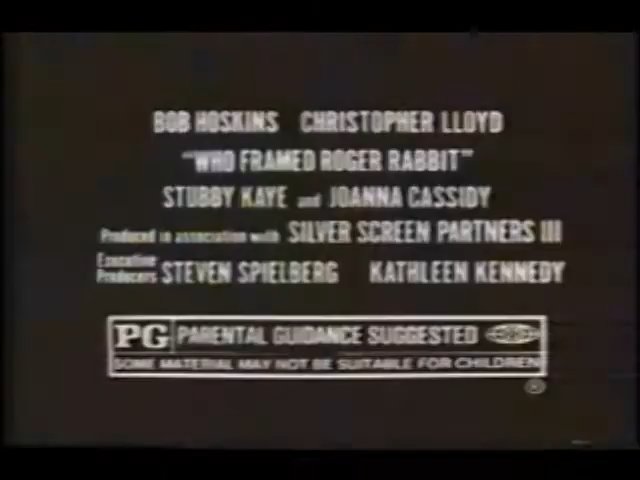 BOB HOSKINS CHRISTOPHER LLOYD
"WHO FRAMED ROGER RABBIT"
STUBBY KAYE and JOANNA CASSIDY
Produced in association with SILVER SCREEN PARTNERS III
Executive Producers STEVEN SPIELBERG KATHLEEN KENNEDY
PG PARENTAL GUIDANCE SUGGESTED
SOME MATERIAL MAY NOT BE SUITABLE FOR CHILDREN
®